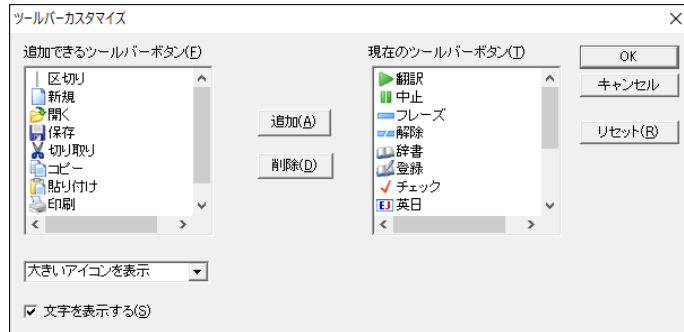 ツールバーカスタマイズ
追加できるツールバーボタン(F)
区切り
新規
開く
保存
切り取り
コピー
貼り付け
印刷
追加(A)
削除(D)
現在のツールバーボタン(T)
翻訳
中止
フレーズ
解除
辞書
登録
チェック
EJ 英日
OK
キャンセル
リセット(R)
大きいアイコンを表示
文字を表示する(S)